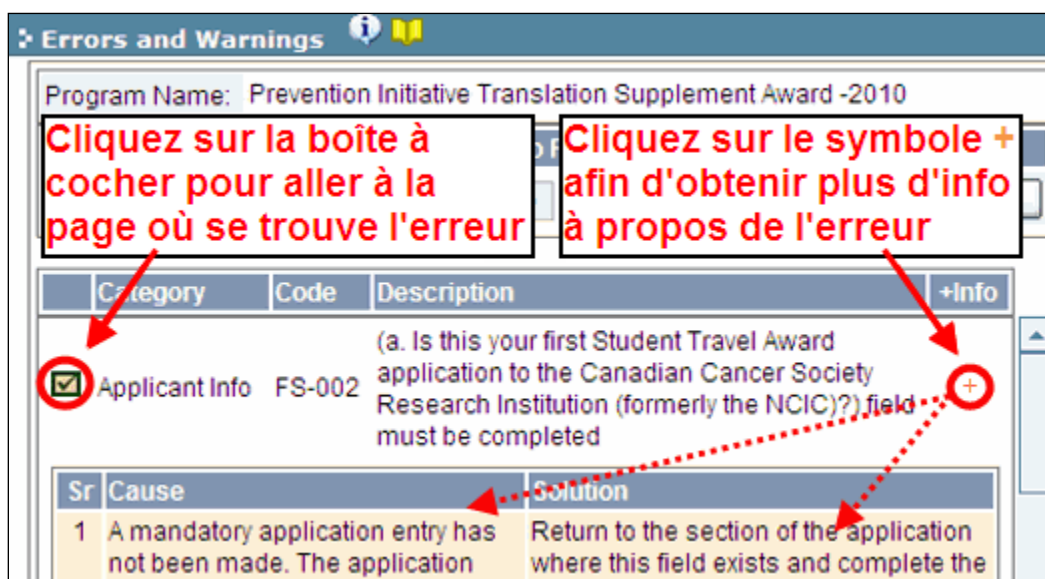 Errors and Warnings
Program Name: Prevention Initiative Translation Supplement Award -2010
Cliquez sur la boîte à
cocher pour aller à la
page où se trouve l'erreur
Cliquez sur le symbole +
afin d'obtenir plus d'info
à propos de l'erreur
Category Code Description +Info
Applicant Info FS-002
(a. Is this your first Student Travel Award
application to the Canadian Cancer Society
Research Institution (formerly the NCIC)?) field
must be completed
+
Sr Cause Solution
1 A mandatory application entry has
not been made. The application
Return to the section of the application
where this field exists and complete the